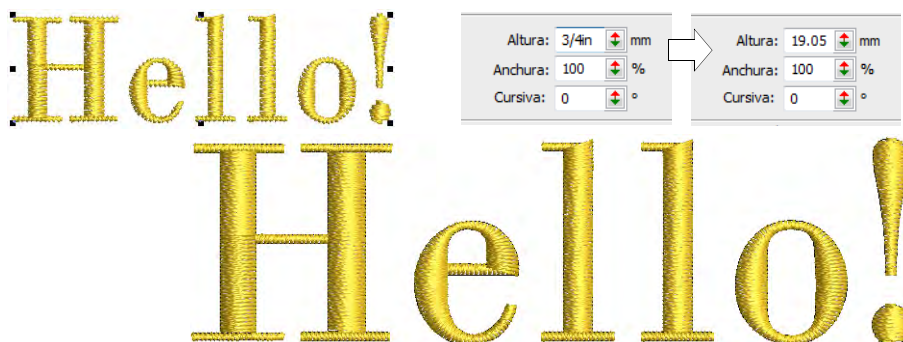 Hello!
Altura: 3/4in mm
Anchura: 100 %
Cursiva: 0 °
Altura: 19.05 mm
Anchura: 100 %
Cursiva: 0 °
Hello!